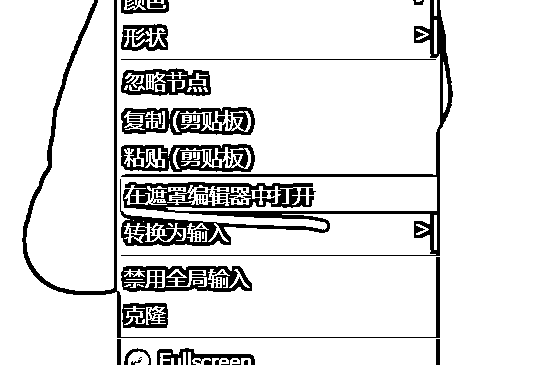 颜色
形状
忽略节点
复制 (剪贴板)
粘贴 (剪贴板)
在遮罩编辑器中打开
转换为输入
禁用全局输入
克隆
Fullscreen